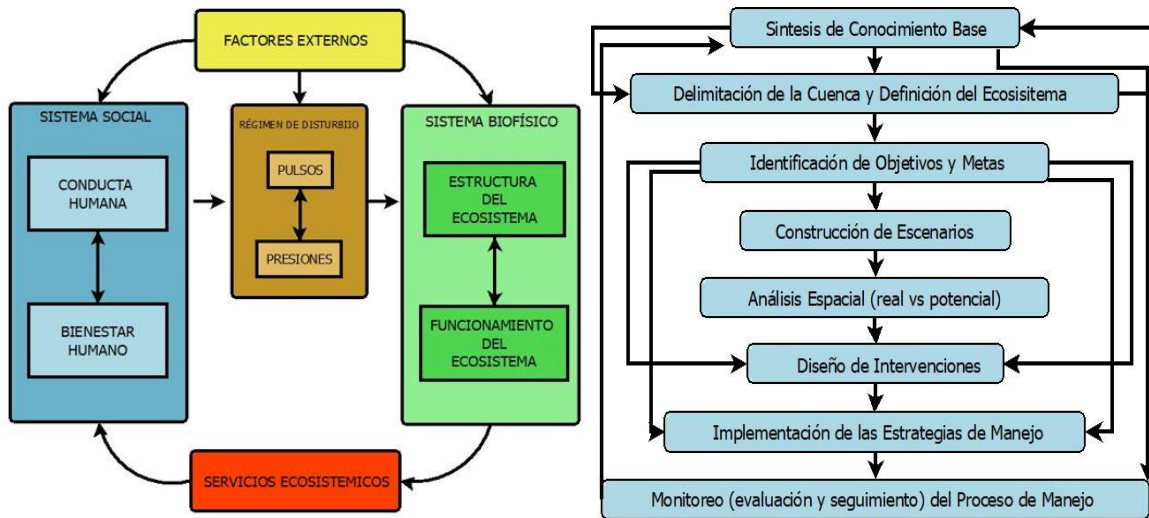 FACTORES EXTERNOS
SISTEMA SOCIAL
CONDUCTA
HUMANA
BIENESTAR
HUMANO
RÉGIMEN DE DISTURBIIO
PULSOS
PRESIONES
SISTEMA BIOFÍSICO
ESTRUCTURA
DEL
ECOSISTEMA
FUNCIONAMIENTO
DEL
ECOSISTEMA
SERVICIOS ECOSISTEMICOS
Sintesis de Conocimiento Base
Delimitación de la Cuenca y Definición del Ecosisitema
Identificación de Objetivos y Metas
Construcción de Escenarios
Análisis Espacial (real vs potencial)
Diseño de Intervenciones
Implementación de las Estrategias de Manejo
Monitoreo (evaluación y seguimiento) del Proceso de Manejo